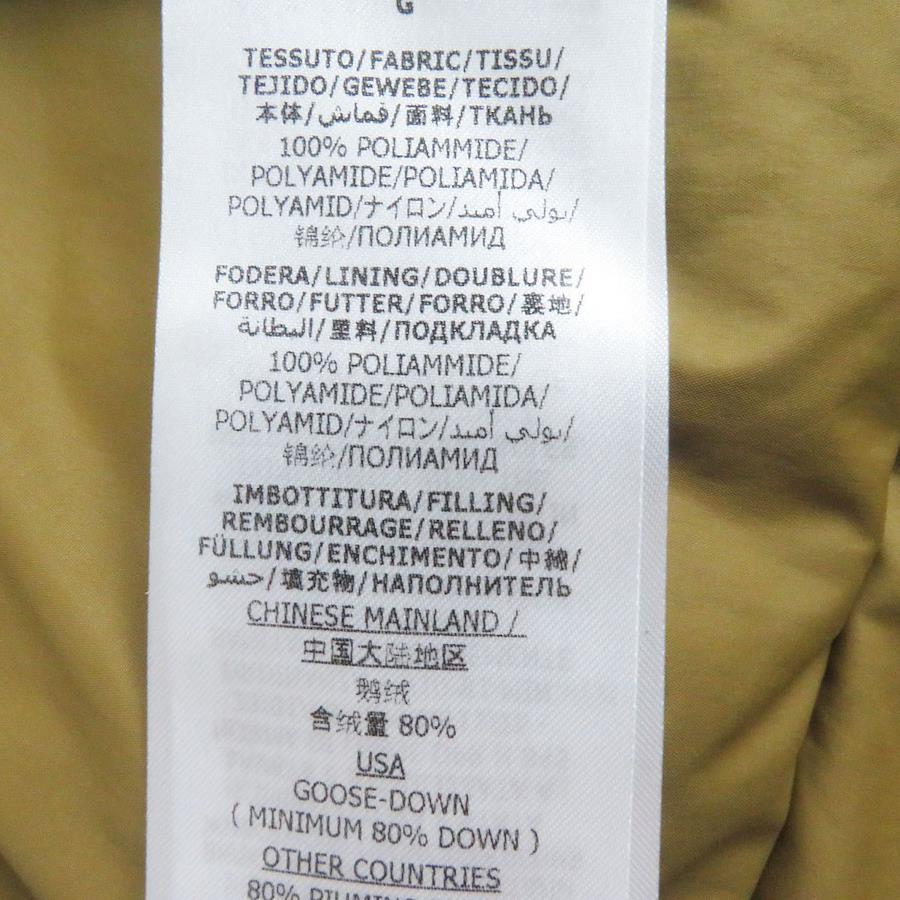 G
TESSUTO/FABRIC/TISSU/
TEJIDO/GEWEBE/TECIDO/
本体/قماش/面料/ТКАНЬ
100% POLIAMMIDE/
POLYAMIDE/POLIAMIDA/
POLYAMID/ナイロン/بولي أميد/
锦纶/ПОЛИАМИД
FODERA/LINING/DOUBLURE/
FORRO/FUTTER/FORRO/裏地/
البطانة/里料/ПОДКЛАДКА
100% POLIAMMIDE/
POLYAMIDE/POLIAMIDA/
POLYAMID/ナイロン/بولي أميد/
锦纶/ПОЛИАМИД
IMBOTTITURA/FILLING/
REMBOURRAGE/RELLENO/
FÜLLUNG/ENCHIMENTO/中綿/
حشو/填充物/НАПОЛНИТЕЛЬ
CHINESE MAINLAND /
中国大陆地区
鹅绒
含绒量 80%
USA
GOOSE-DOWN
( MINIMUM 80% DOWN )
OTHER COUNTRIES
80%